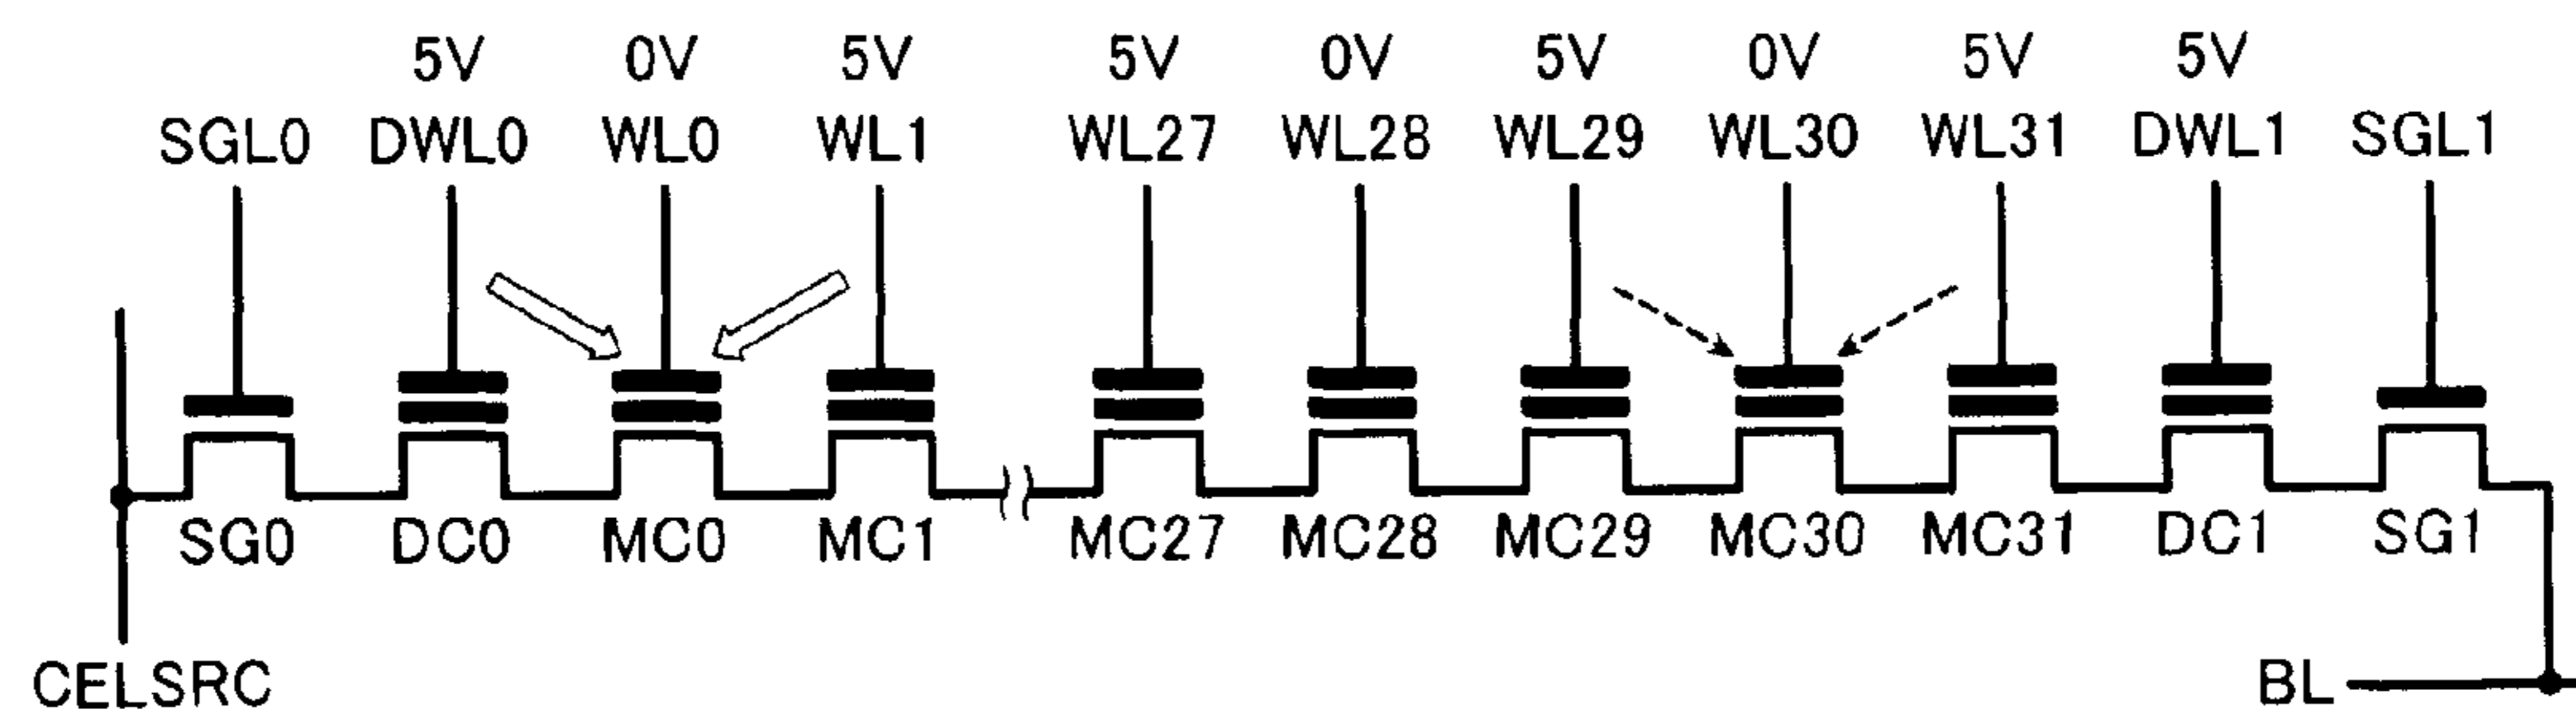 5V 0V 5V 5V 0V 5V 0V 5V 5V
SGL0 DWL0 WL0 WL1 WL27 WL28 WL29 WL30 WL31 DWL1 SGL1
SG0 DC0 MC0 MC1 MC27 MC28 MC29 MC30 MC31 DC1 SG1
CELSRC BL